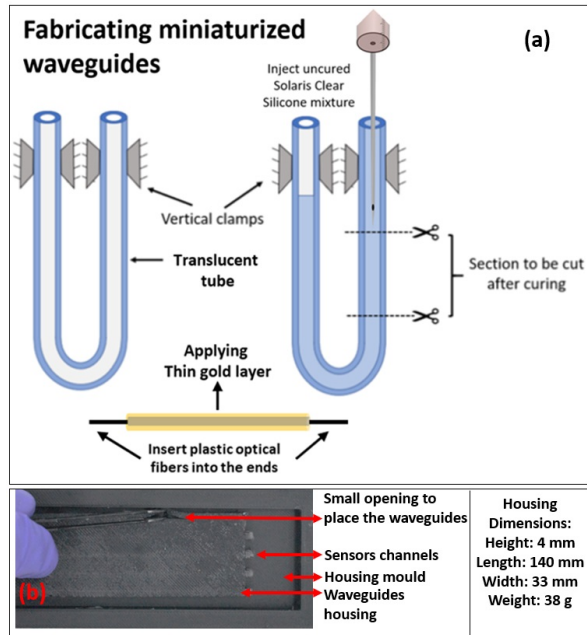 Fabricating miniaturized
waveguides
(a)
Inject uncured
Solaris Clear
Silicone mixture
Vertical clamps
Translucent
tube
Section to be cut
after curing
Applying
Thin gold layer
Insert plastic optical
fibers into the ends
(b)
Small opening to
place the waveguides
Sensors channels
Housing mould
Waveguides
housing
Housing
Dimensions:
Height: 4 mm
Length: 140 mm
Width: 33 mm
Weight: 38 g